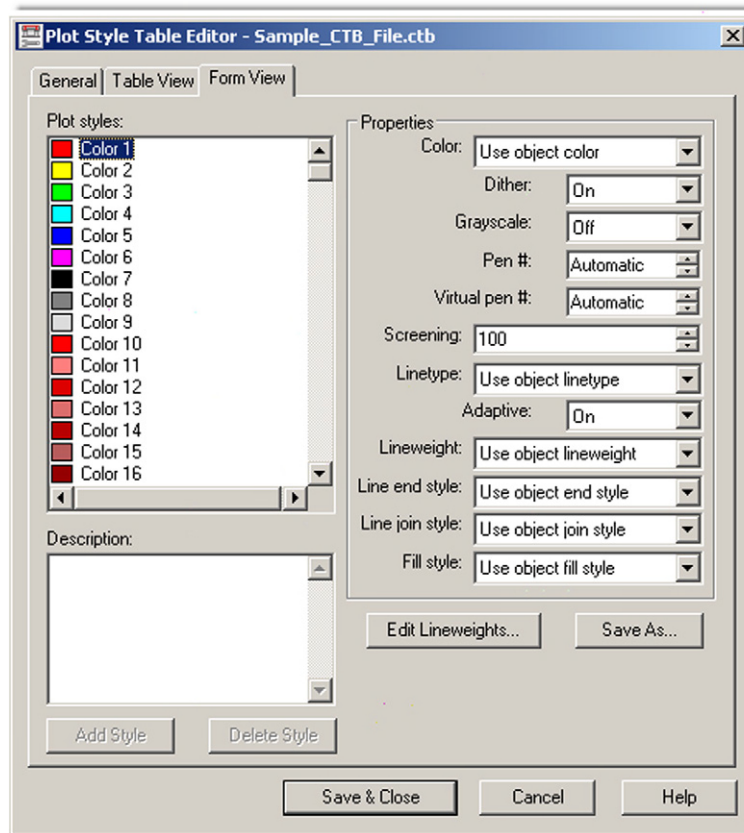 Plot Style Table Editor - Sample_CTB_File.ctb
General
Table View
Form View
Plot styles:
Color 1
Color 2
Color 3
Color 4
Color 5
Color 6
Color 7
Color 8
Color 9
Color 10
Color 11
Color 12
Color 13
Color 14
Color 15
Color 16
Description:
Add Style
Delete Style
Properties
Color: Use object color
Dither: On
Grayscale: Off
Pen #: Automatic
Virtual pen #: Automatic
Screening: 100
Linetype: Use object linetype
Adaptive: On
Lineweight: Use object lineweight
Line end style: Use object end style
Line join style: Use object join style
Fill style: Use object fill style
Edit Lineweights...
Save As...
Save & Close
Cancel
Help